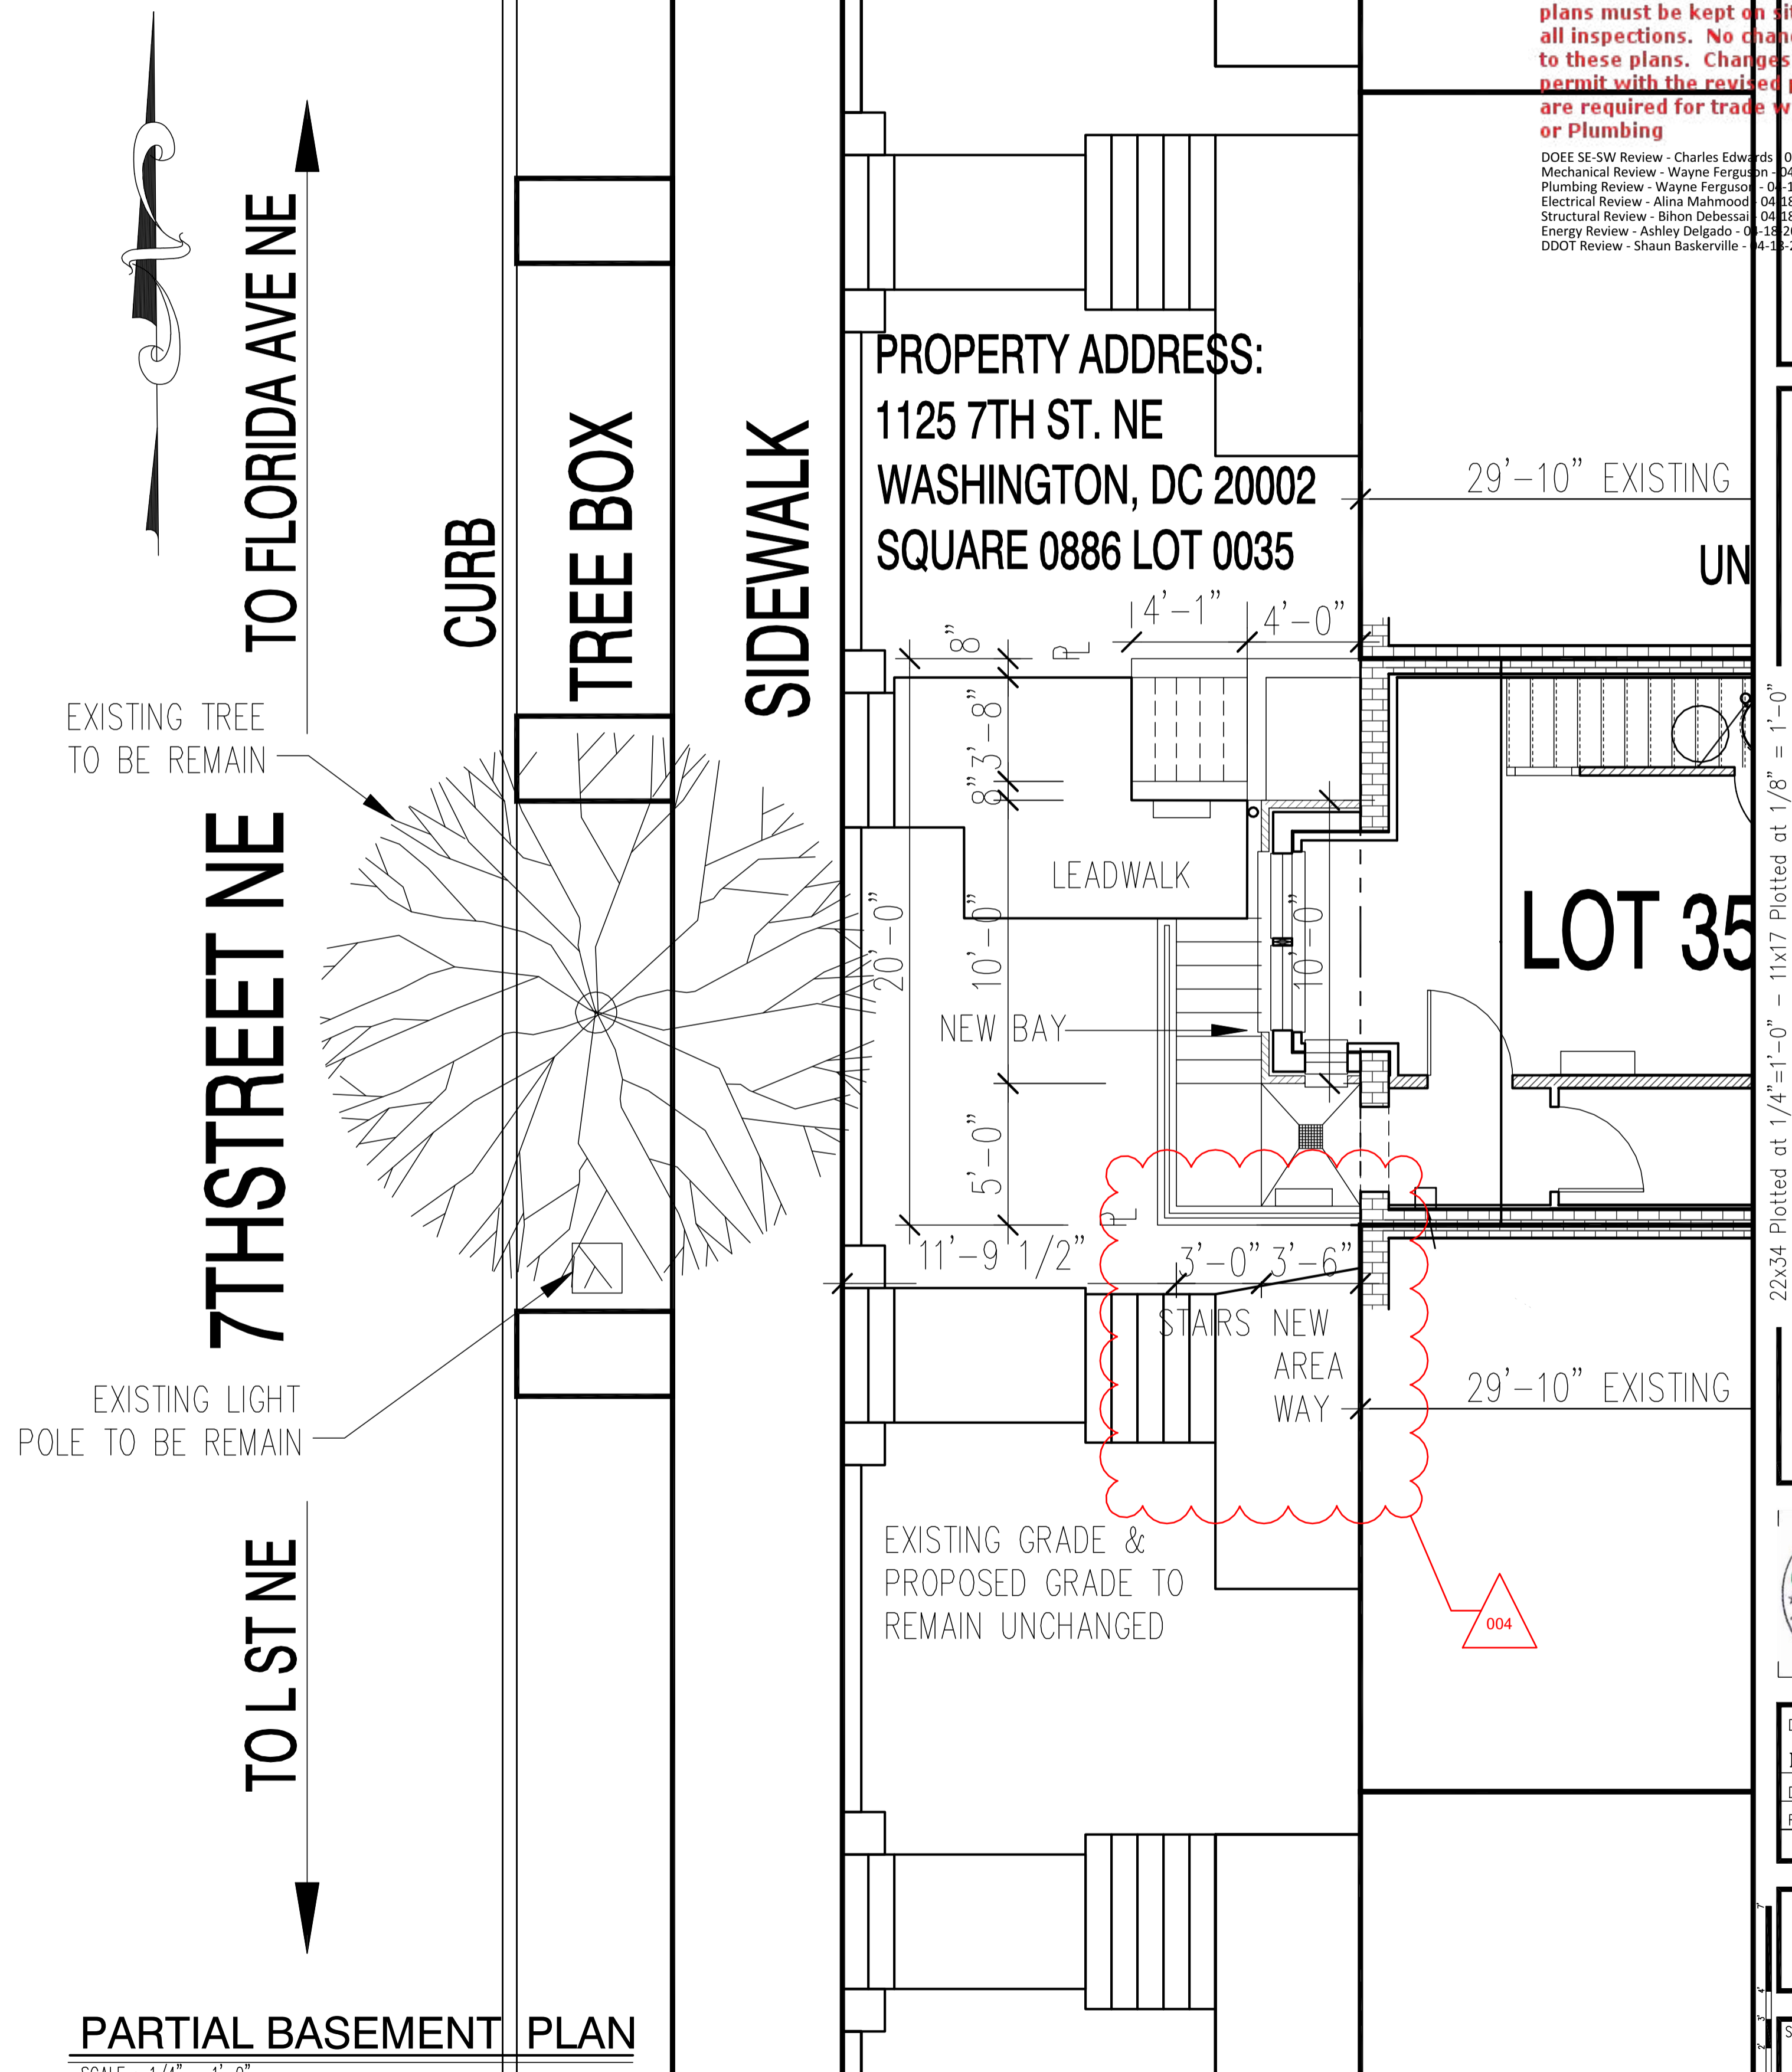 plans must be kept on
all inspections. No
to these plans. Changes
permit with the revised
are required for trade
or Plumbing
DOEE SE-SW Review - Charles Edwards
Mechanical Review - Wayne Ferguson
Plumbing Review - Wayne Ferguson
Electrical Review - Alina Mahmood
Structural Review - Bihon Debessai
Energy Review - Ashley Delgado
DDOT Review - Shaun Baskerville
TO FLORIDA AVE NE
CURB
TREE BOX
SIDEWALK
PROPERTY ADDRESS:
1125 7TH ST. NE
WASHINGTON, DC 20002
SQUARE 0886 LOT 0035
29'-10" EXISTING
UN
4'-1"
4'-0"
8"
PL
3'-8"
8"
EXISTING TREE
TO BE REMAIN
7THSTREET NE
LEADWALK
LOT 35
20'-0"
10'-0"
10'-0"
NEW BAY
5'-0"
PL
11'-9 1/2"
3'-0"
3'-6"
STAIRS NEW
AREA
WAY
29'-10" EXISTING
EXISTING LIGHT
POLE TO BE REMAIN
EXISTING GRADE &
PROPOSED GRADE TO
REMAIN UNCHANGED
004
TO L ST NE
22x34 Plotted at 1/4"=1'-0" - 11x17 Plotted at 1/8" = 1'-0"
PARTIAL BASEMENT PLAN